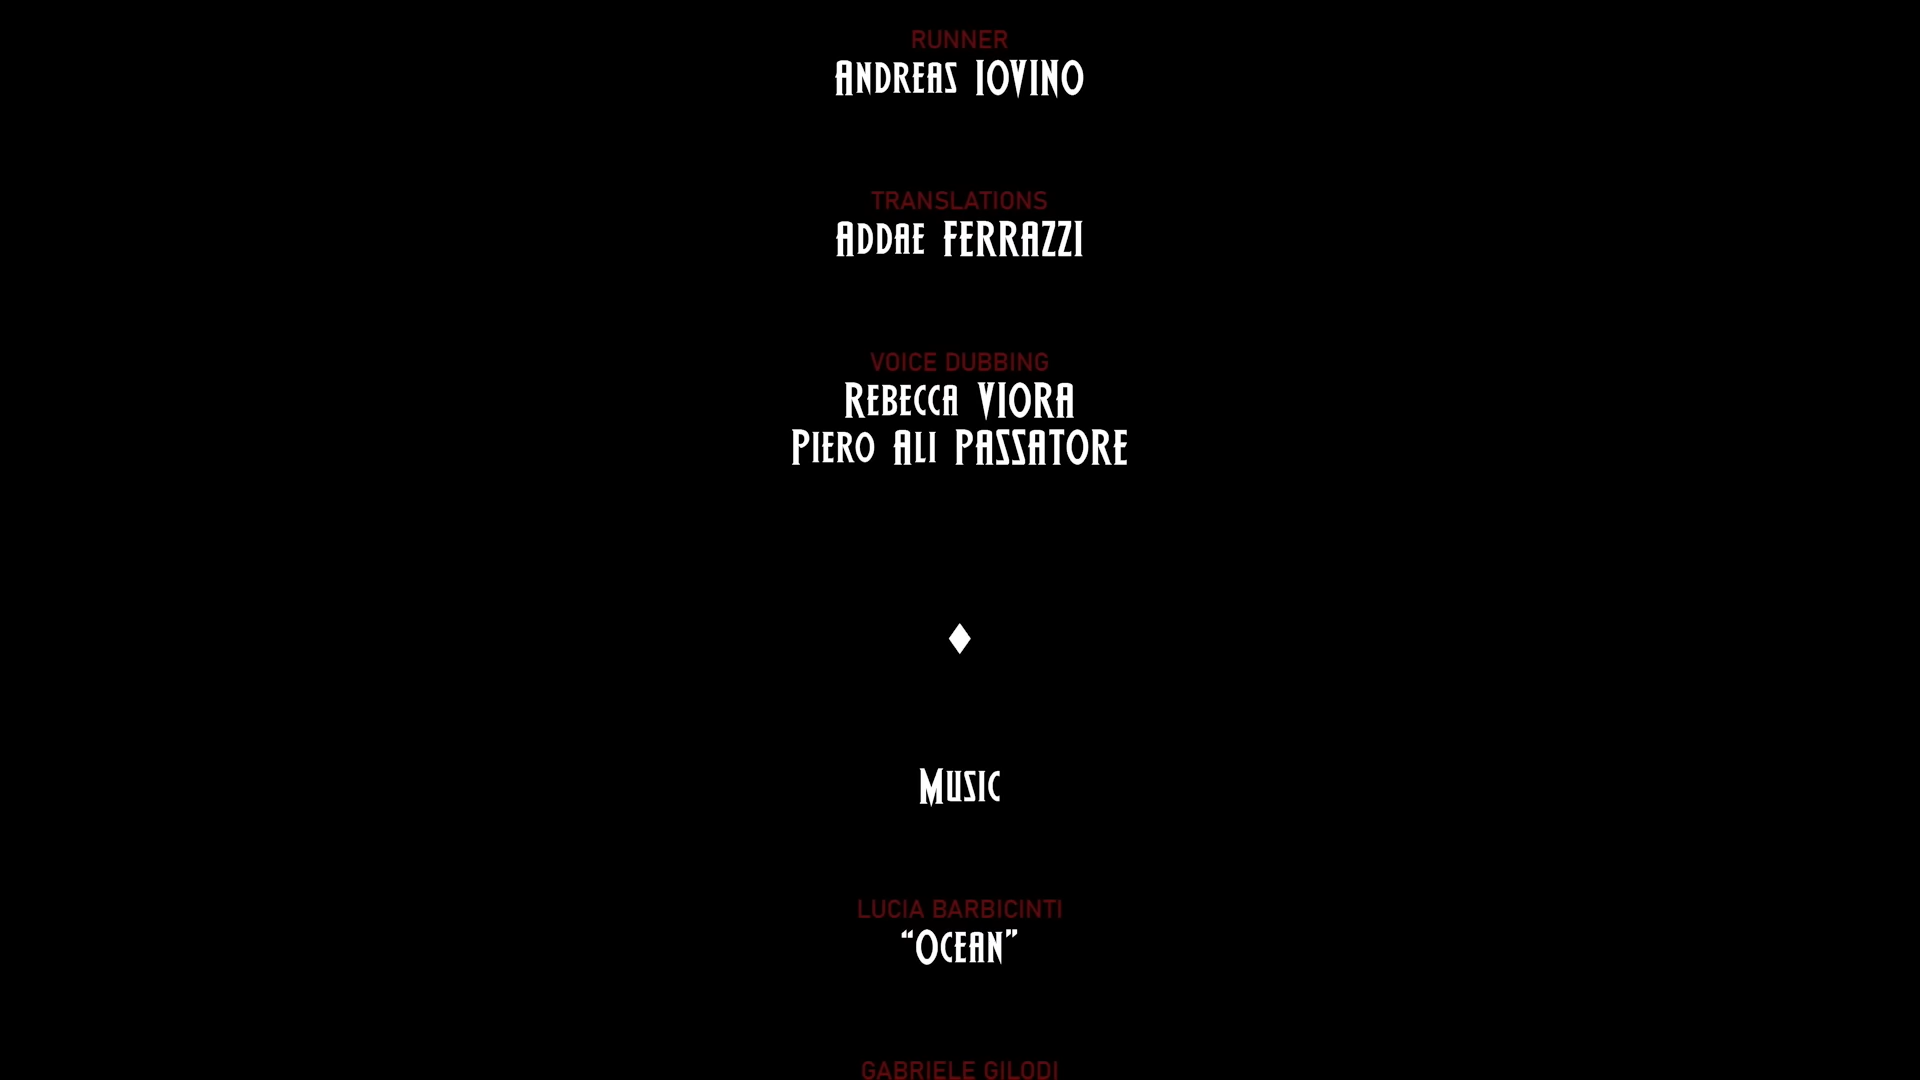 RUNNER
ANDREAS IOVINO
TRANSLATIONS
ADDAE FERRAZZI
VOICE DUBBING
REBECCA VIORA
PIERO ALI PASSATORE
MUSIC
LUCIA BARBICINTI
“OCEAN”
GABRIELE GILODI